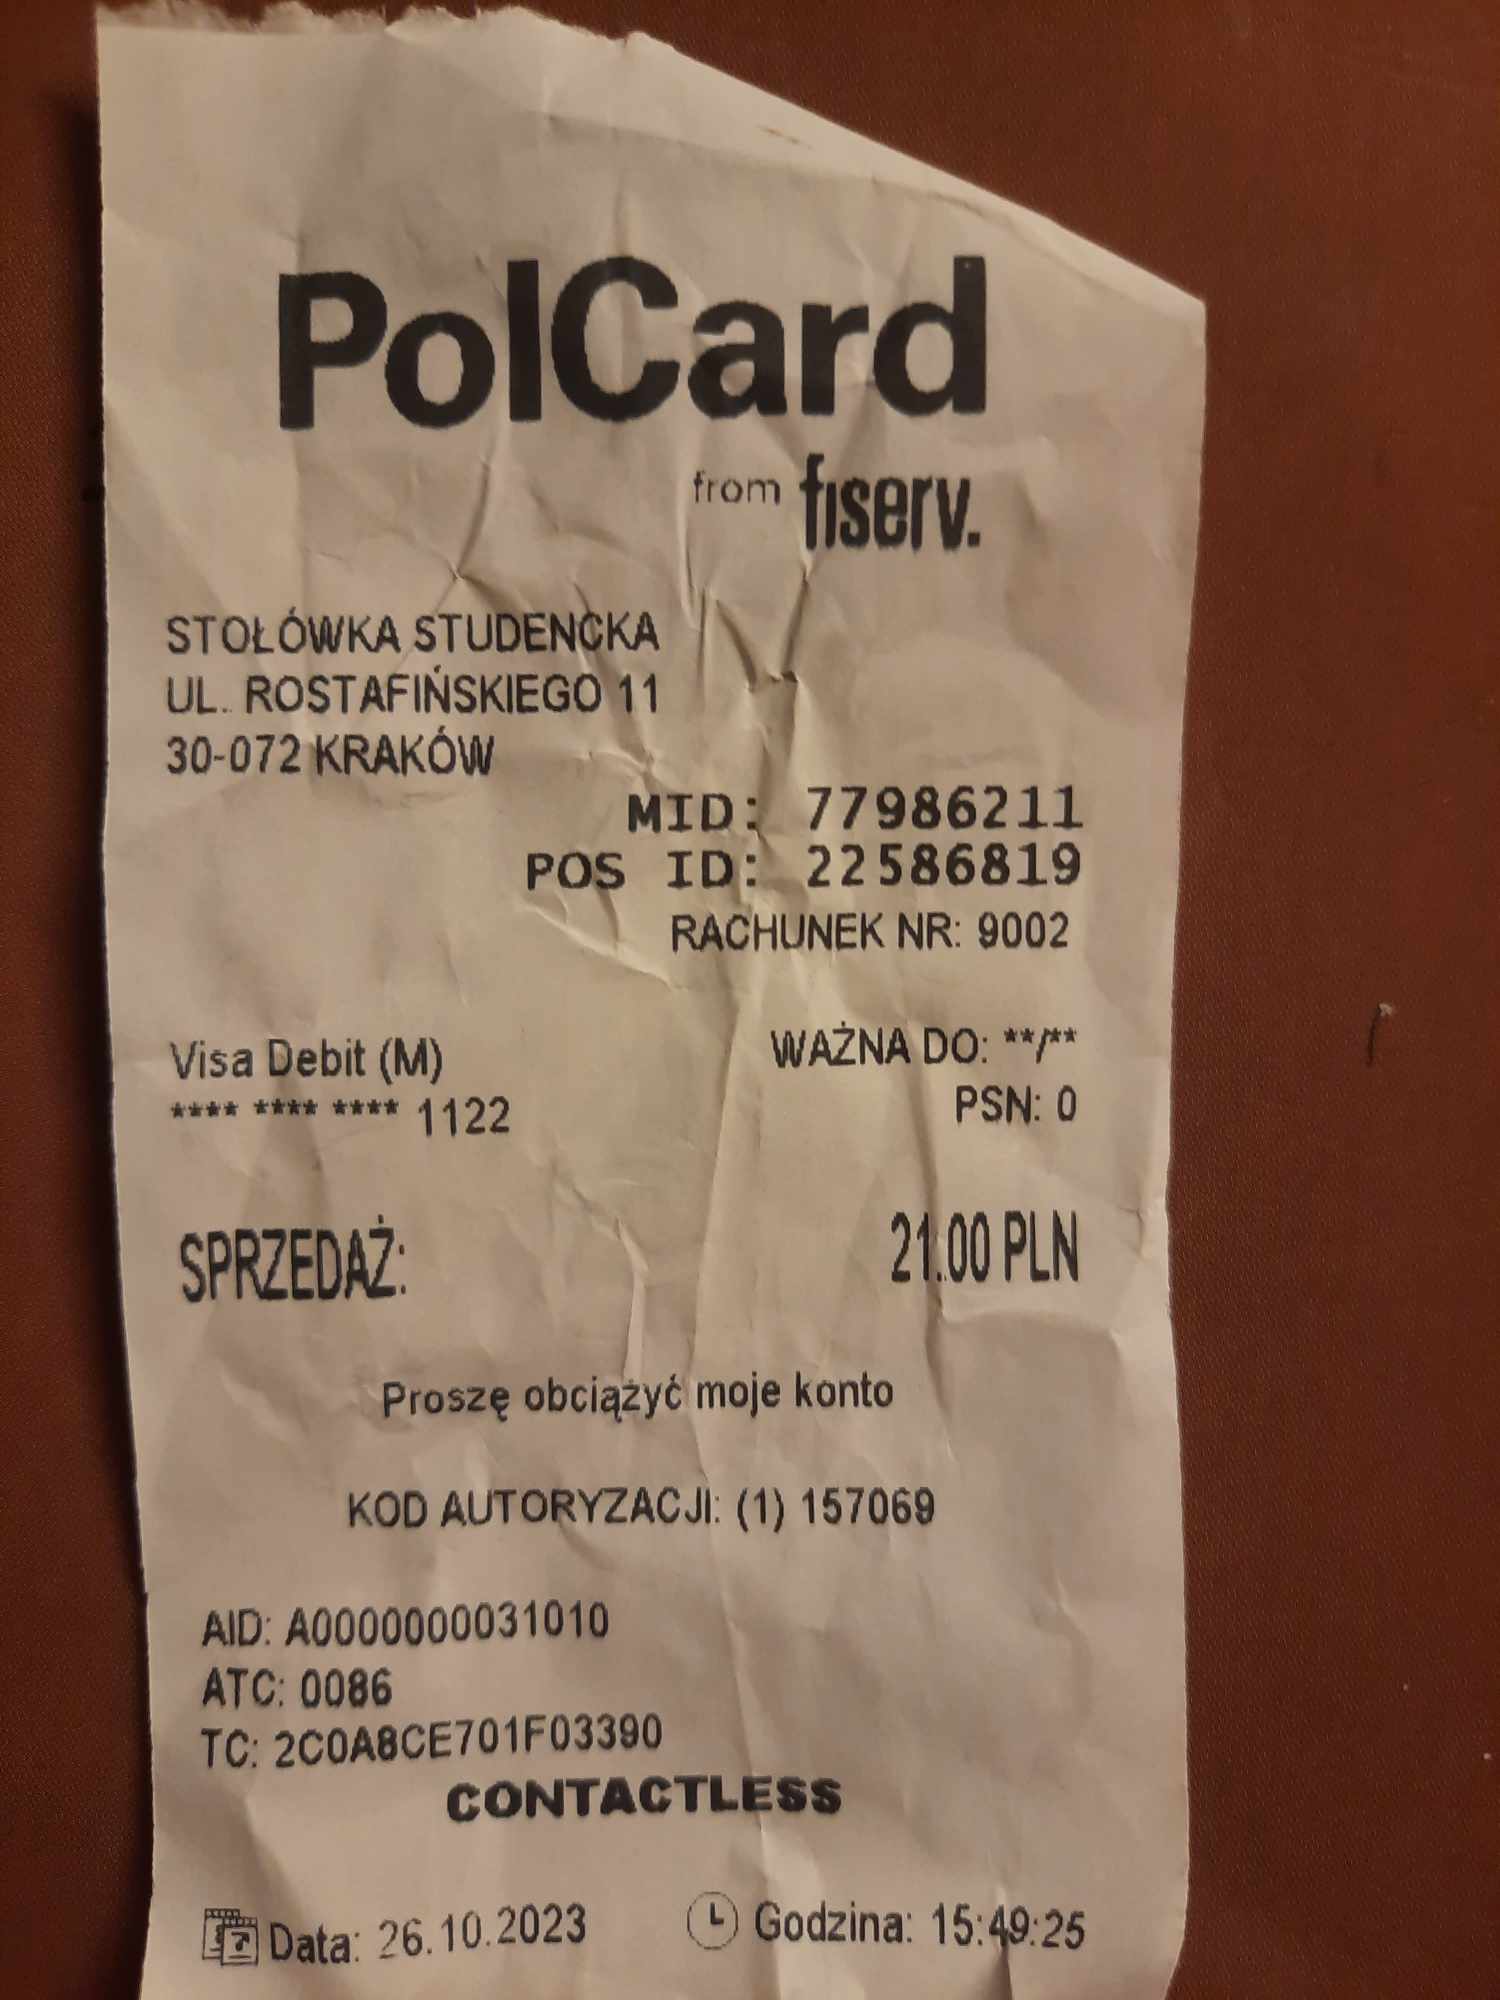 PolCard
from fiserv.
STOŁÓWKA STUDENCKA
UL. ROSTAFIŃSKIEGO 11
30-072 KRAKÓW
MID: 77986211
POS ID: 22586819
RACHUNEK NR: 9002
Visa Debit (M) WAŻNA DO: **/**
**** **** **** 1122 PSN: 0
SPRZEDAŻ: 21.00 PLN
Proszę obciążyć moje konto
KOD AUTORYZACJI: (1) 157069
AID: A0000000031010
ATC: 0086
TC: 2C0A8CE701F03390
CONTACTLESS
Data: 26.10.2023 Godzina: 15:49:25